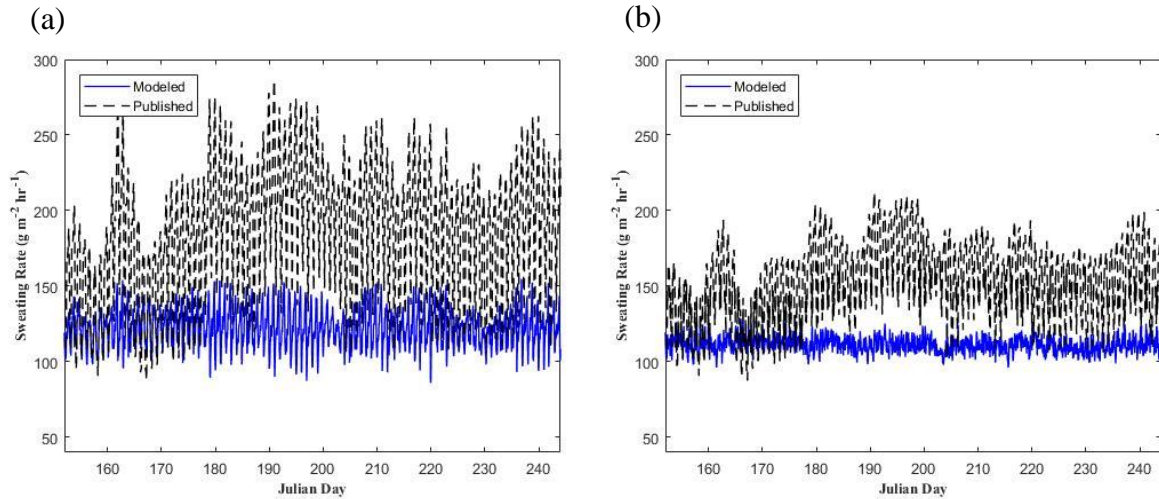 (a)
300
250
200
150
100
50
Sweating Rate (g m⁻² hr⁻¹)
Modeled
Published
160 170 180 190 200 210 220 230 240
Julian Day
(b)
300
250
200
150
100
50
Sweating Rate (g m⁻² hr⁻¹)
Modeled
Published
160 170 180 190 200 210 220 230 240
Julian Day